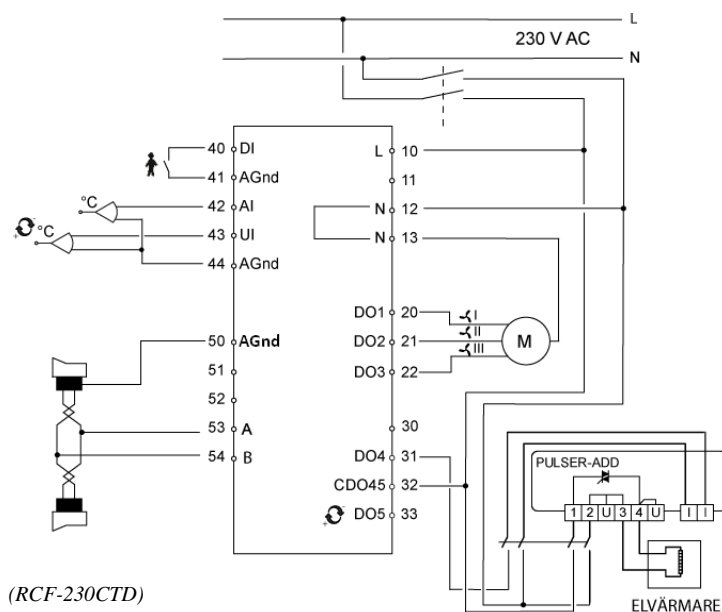 L
230 V AC
N
40 DI
41 AGnd
42 AI
43 UI
44 AGnd
50 AGnd
51
52
53 A
54 B
L 10
11
N 12
N 13
DO1 20
DO2 21
DO3 22
30
DO4 31
CDO45 32
DO5 33
°C
°C
I
II
III
M
PULSER-ADD
1 2 U 3 4 U I I
ELVÄRMARE
(RCF-230CTD)